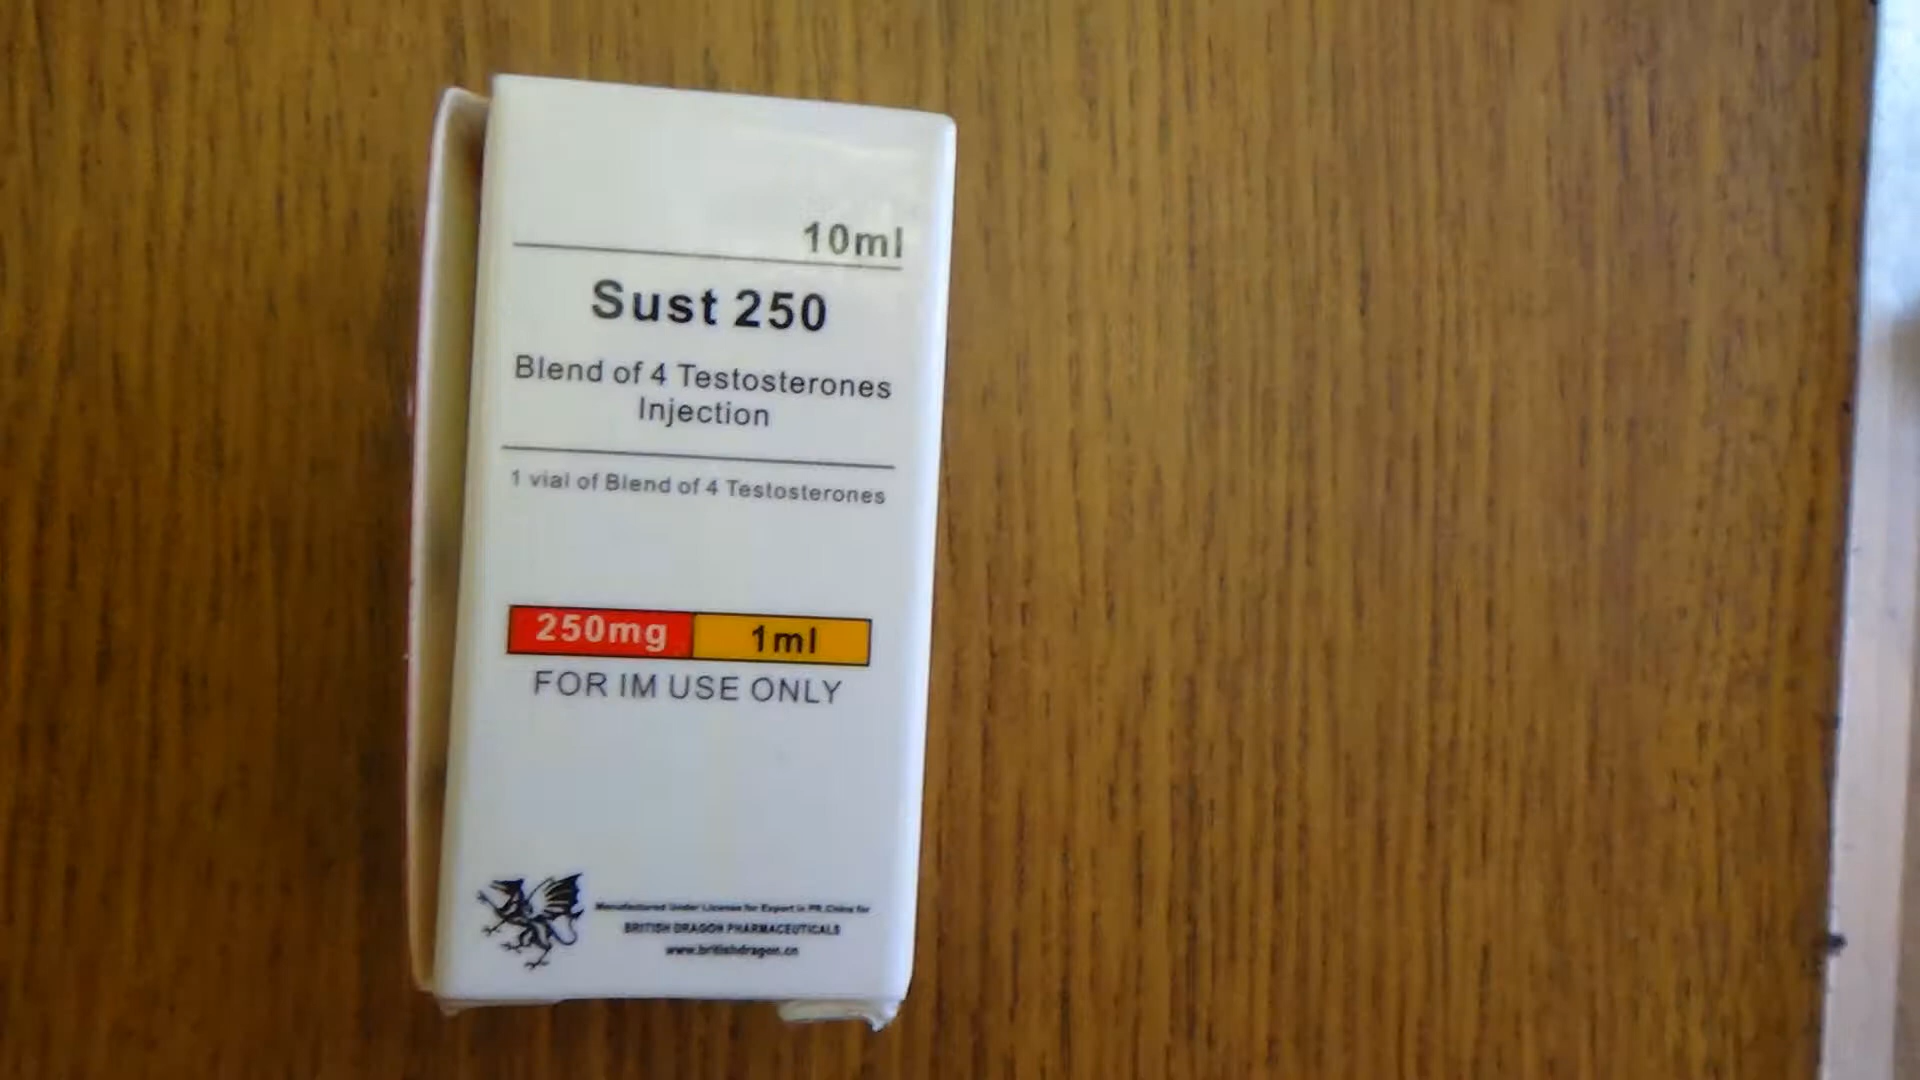 10ml
Sust 250
Blend of 4 Testosterones
Injection
1 vial of Blend of 4 Testosterones
250mg 1ml
FOR IM USE ONLY
Manufactured Under License for Export in PR.China for
BRITISH DRAGON PHARMACEUTICALS
www.britishdragon.cn